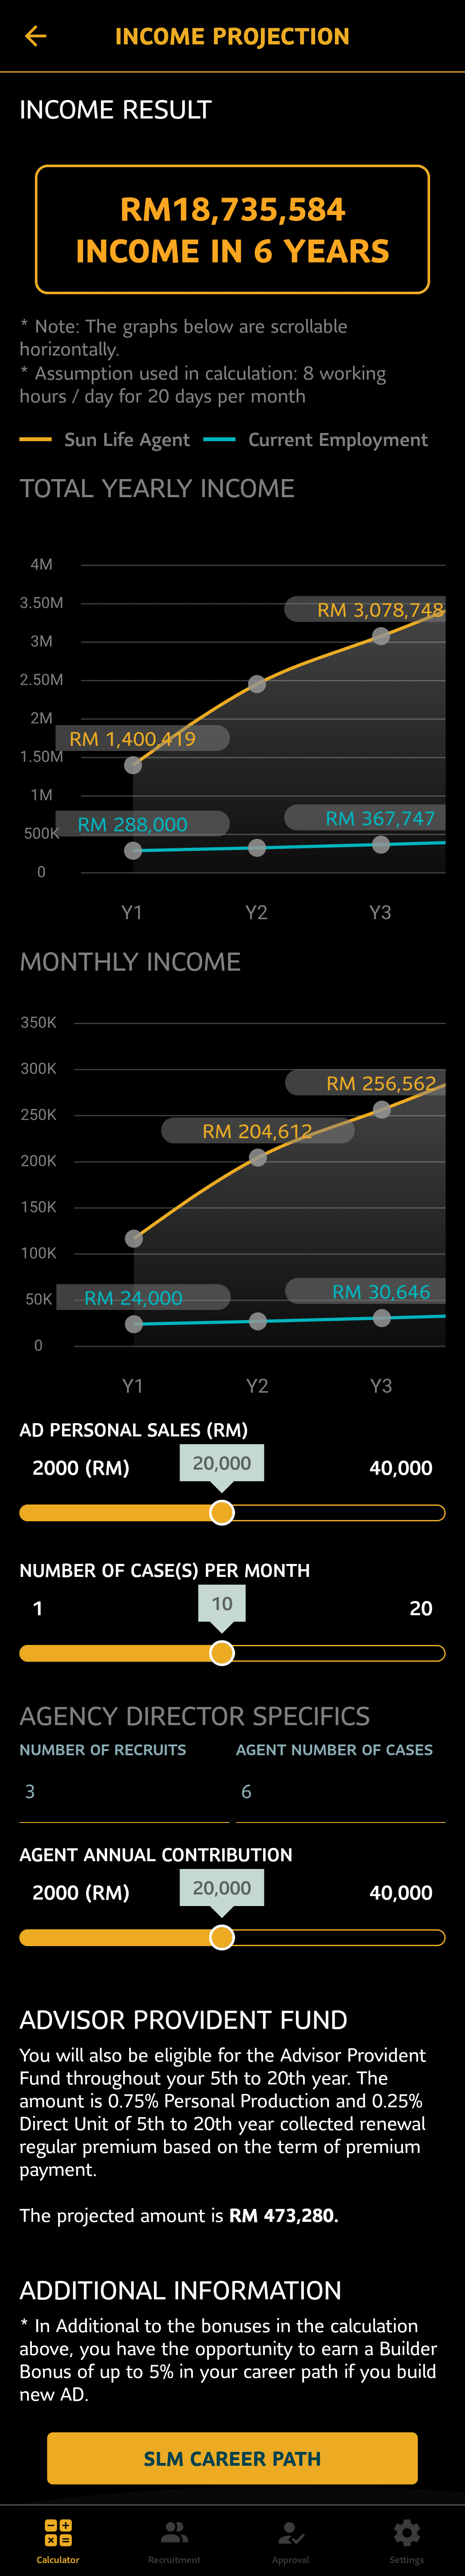 INCOME PROJECTION
INCOME RESULT
RM18,735,584
INCOME IN 6 YEARS
* Note: The graphs below are scrollable
horizontally.
* Assumption used in calculation: 8 working
hours / day for 20 days per month
Sun Life Agent Current Employment
TOTAL YEARLY INCOME
4M
3.50M
RM 3,078,748
3M
2.50M
2M
RM 1,400,419
1.50M
1M
RM 288,000 RM 367,747
500K
0
Y1 Y2 Y3
MONTHLY INCOME
350K
300K
RM 256,562
250K
RM 204,612
200K
150K
100K
50K RM 24,000 RM 30,646
0
Y1 Y2 Y3
AD PERSONAL SALES (RM)
2000 (RM) 20,000 40,000
NUMBER OF CASE(S) PER MONTH
1 10 20
AGENCY DIRECTOR SPECIFICS
NUMBER OF RECRUITS AGENT NUMBER OF CASES
3 6
AGENT ANNUAL CONTRIBUTION
2000 (RM) 20,000 40,000
ADVISOR PROVIDENT FUND
You will also be eligible for the Advisor Provident
Fund throughout your 5th to 20th year. The
amount is 0.75% Personal Production and 0.25%
Direct Unit of 5th to 20th year collected renewal
regular premium based on the term of premium
payment.
The projected amount is RM 473,280.
ADDITIONAL INFORMATION
* In Additional to the bonuses in the calculation
above, you have the opportunity to earn a Builder
Bonus of up to 5% in your career path if you build
new AD.
SLM CAREER PATH
Calculator Recruitment Approval Settings